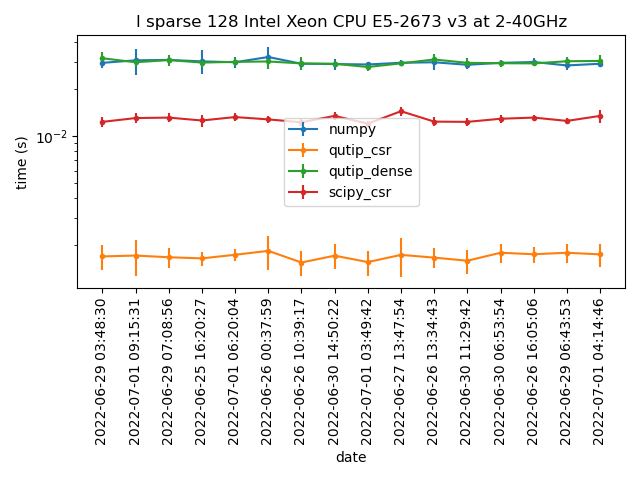 l sparse 128 Intel Xeon CPU E5-2673 v3 at 2-40GHz
time (s)
10⁻²
numpy
qutip_csr
qutip_dense
scipy_csr
2022-06-29 03:48:30
2022-07-01 09:15:31
2022-06-29 07:08:56
2022-06-25 16:20:27
2022-07-01 06:20:04
2022-06-26 00:37:59
2022-06-26 10:39:17
2022-06-30 14:50:22
2022-07-01 03:49:42
2022-06-27 13:47:54
2022-06-26 13:34:43
2022-06-30 11:29:42
2022-06-30 06:53:54
2022-06-26 16:05:06
2022-06-29 06:43:53
2022-07-01 04:14:46
date